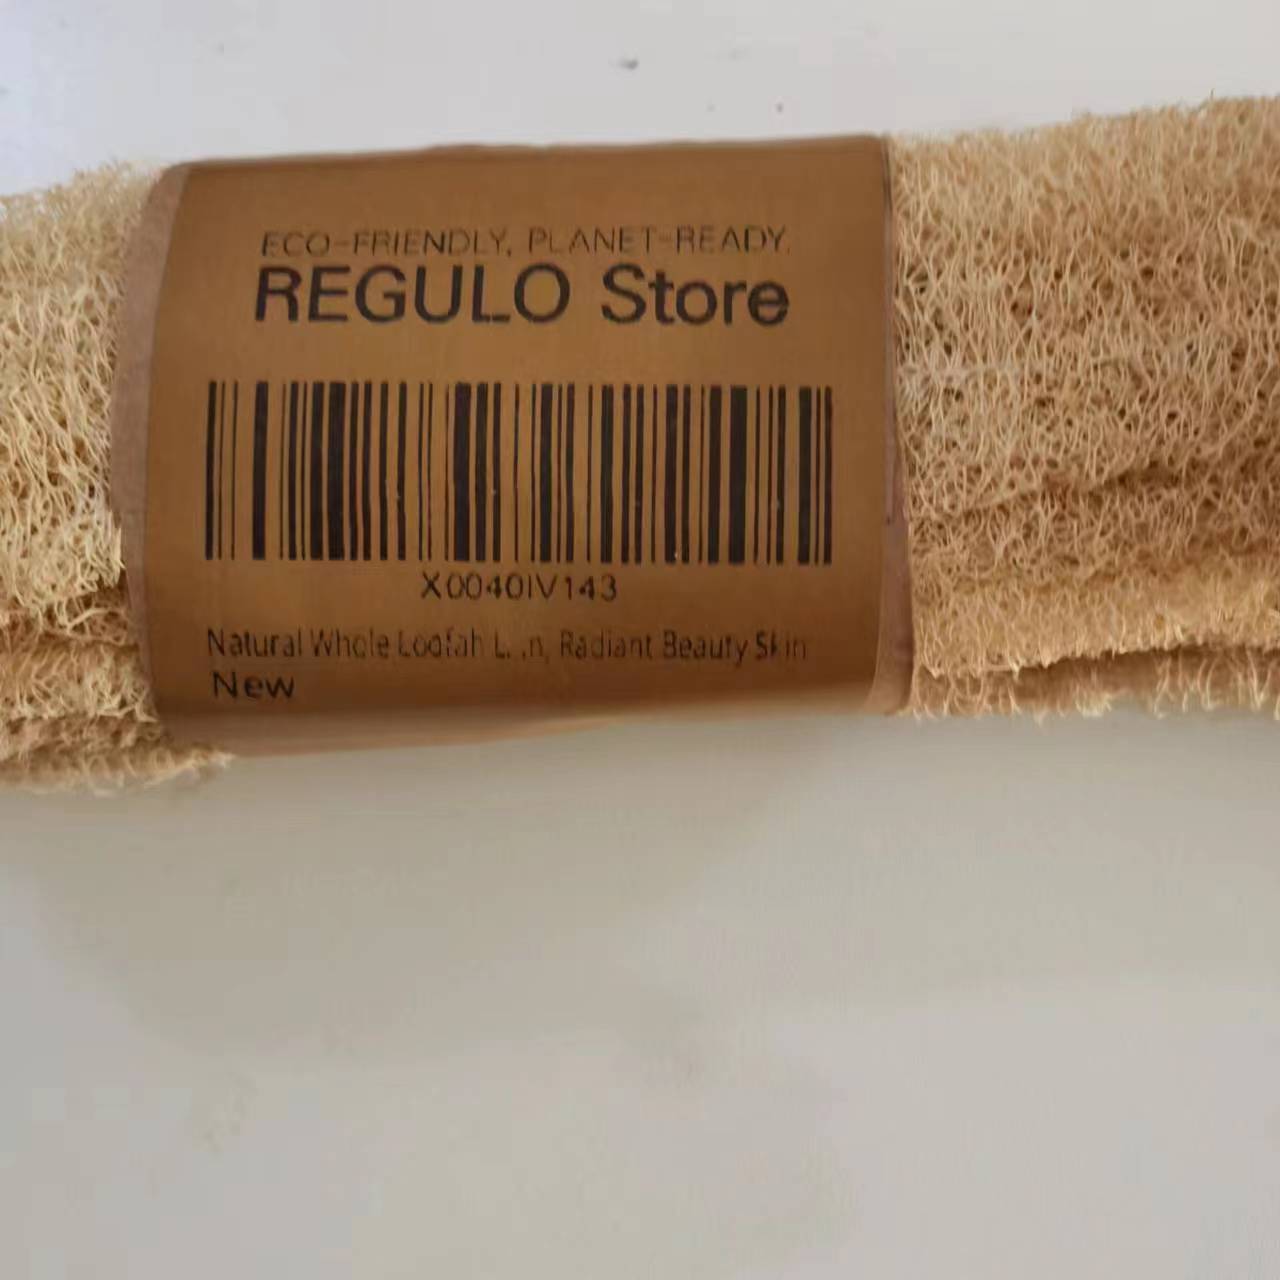 ECO-FRIENDLY, PLANET-READY.
REGULO Store
X0040IV143
Natural Whole Loofah Radiant Beauty Skin
New